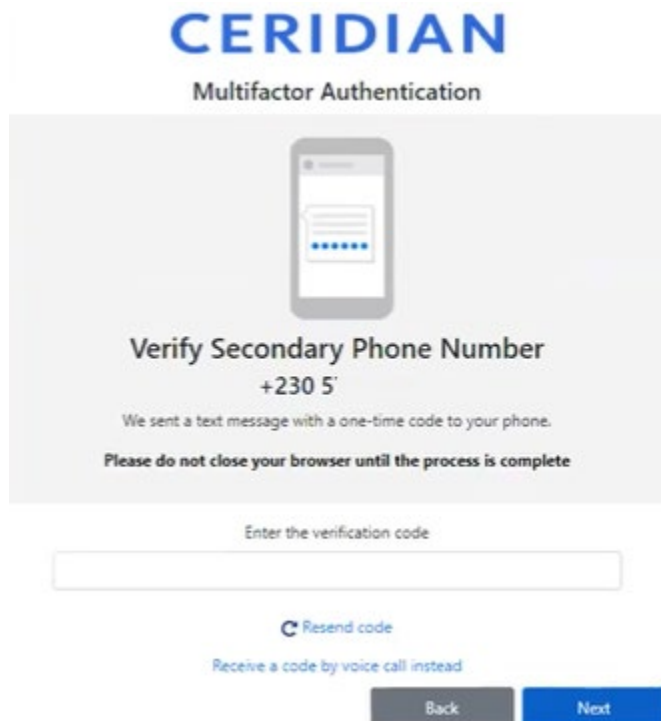 CERIDIAN
Multifactor Authentication
Verify Secondary Phone Number
+230 5
We sent a text message with a one-time code to your phone.
Please do not close your browser until the process is complete
Enter the verification code
Resend code
Receive a code by voice call instead
Back Next